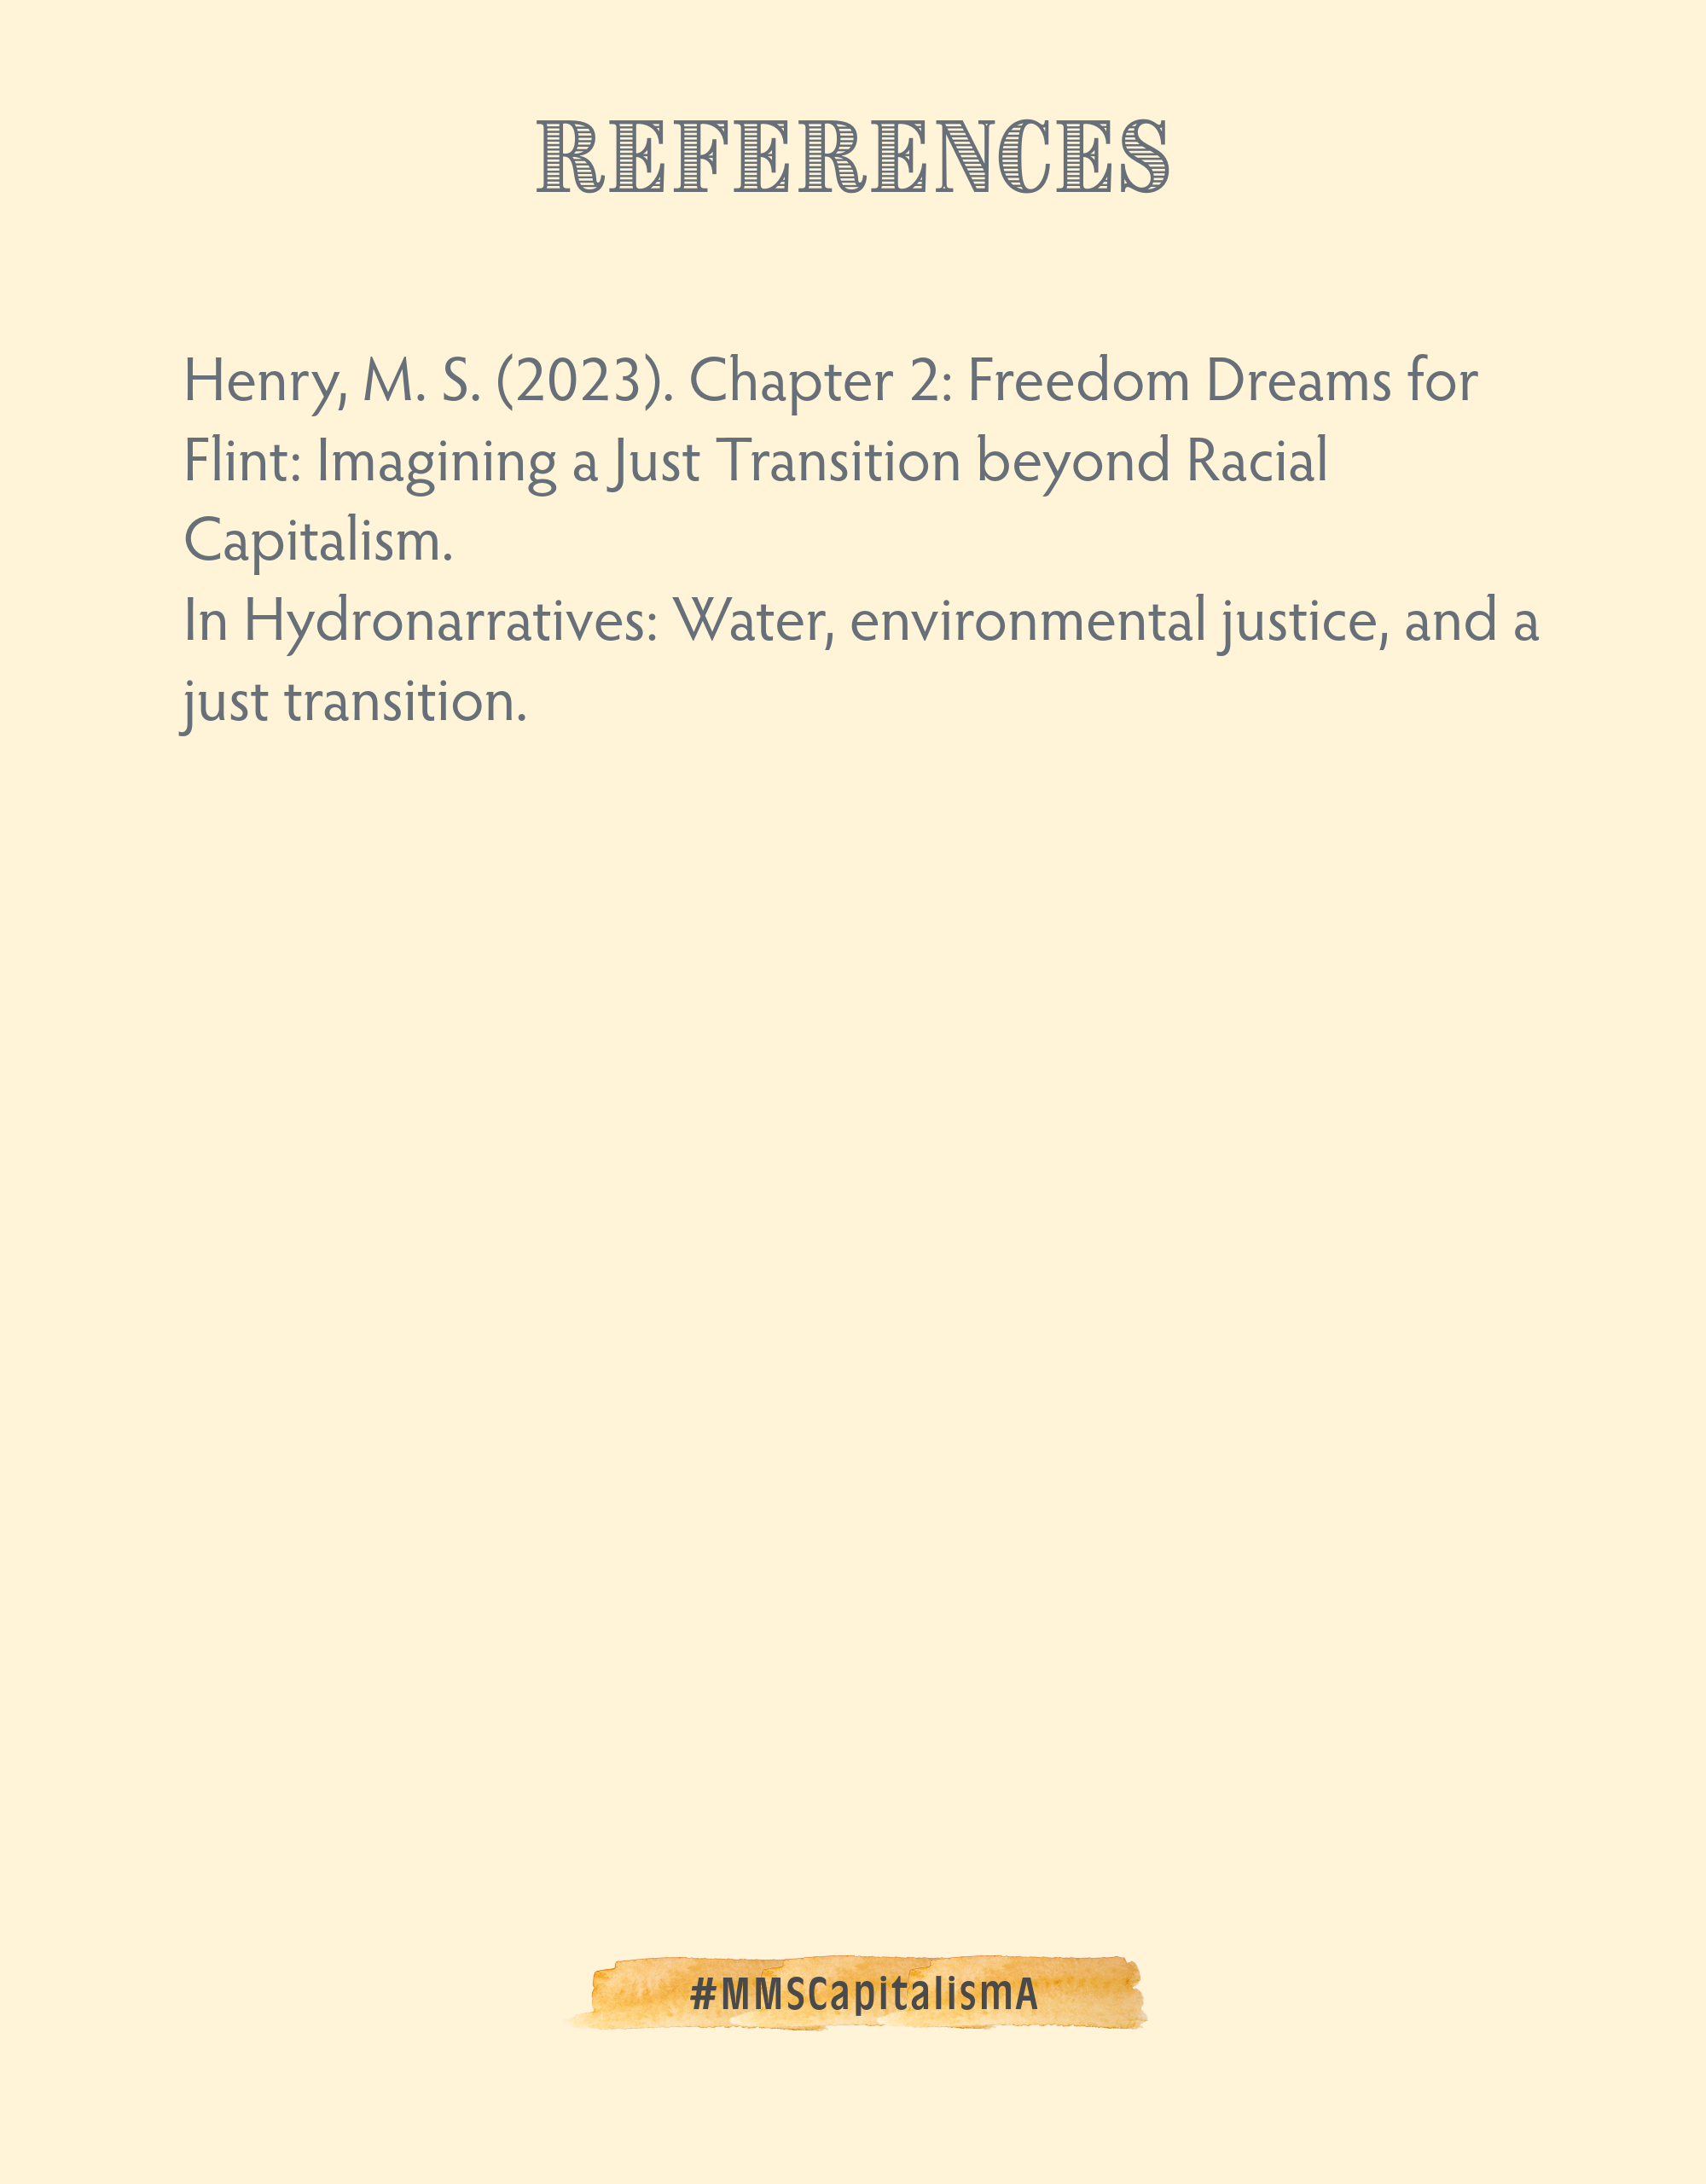 REFERENCES
Henry, M. S. (2023). Chapter 2: Freedom Dreams for
Flint: Imagining a Just Transition beyond Racial
Capitalism.
In Hydronarratives: Water, environmental justice, and a
just transition.
#MMSCapitalismA